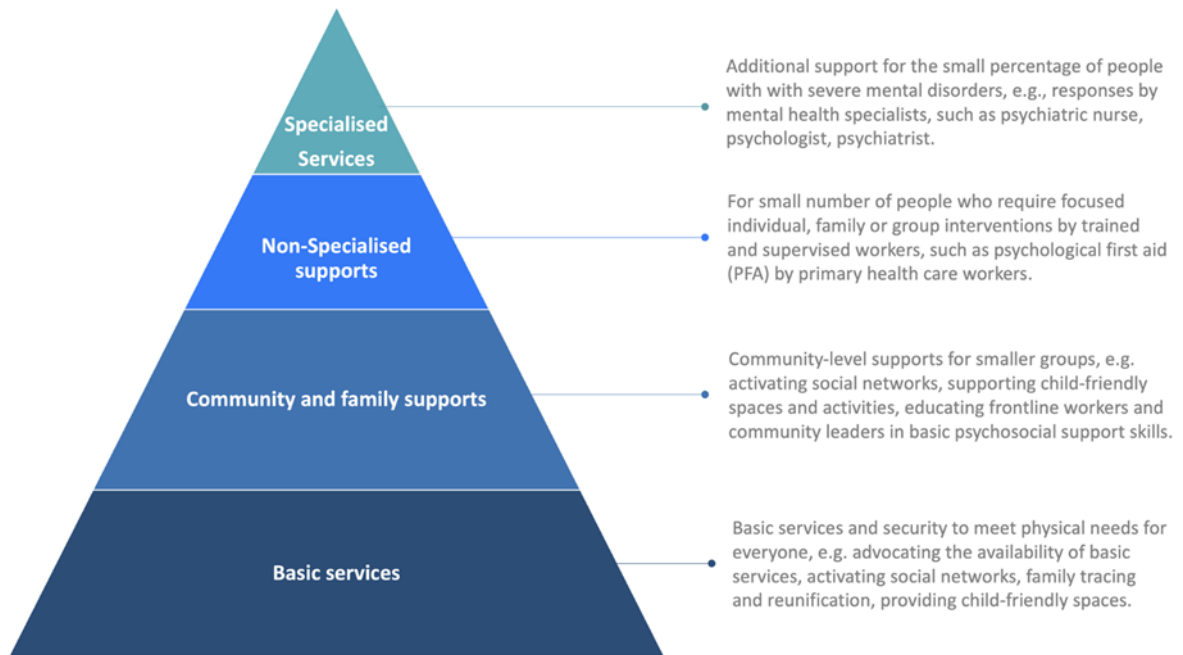 Specialised
Services
Additional support for the small percentage of people
with with severe mental disorders, e.g., responses by
mental health specialists, such as psychiatric nurse,
psychologist, psychiatrist.
Non-Specialised
supports
For small number of people who require focused
individual, family or group interventions by trained
and supervised workers, such as psychological first aid
(PFA) by primary health care workers.
Community and family supports
Community-level supports for smaller groups, e.g.
activating social networks, supporting child-friendly
spaces and activities, educating frontline workers and
community leaders in basic psychosocial support skills.
Basic services
Basic services and security to meet physical needs for
everyone, e.g. advocating the availability of basic
services, activating social networks, family tracing
and reunification, providing child-friendly spaces.